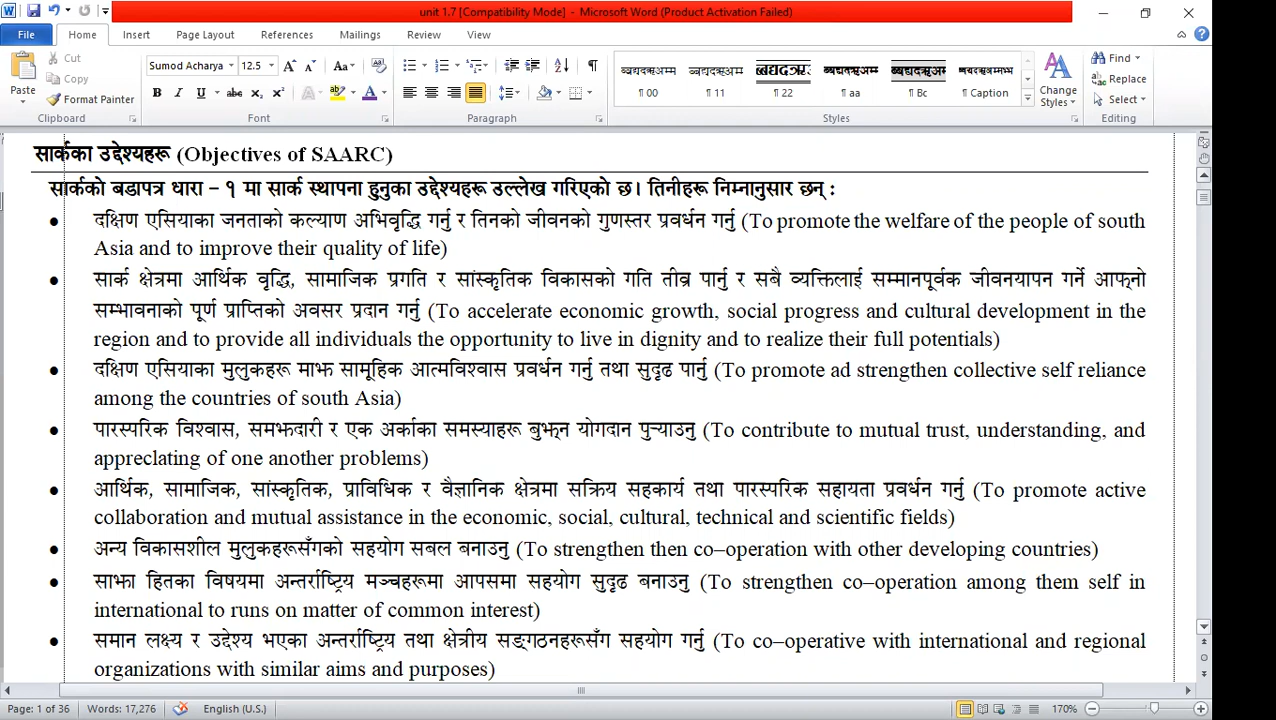 unit 1.7 [Compatibility Mode] - Microsoft Word (Product Activation Failed)
File Home Insert Page Layout References Mailings Review View
Cut
Copy
Format Painter
Paste
Clipboard
Sumod Acharya 12.5
Font
Paragraph
¶ 00 ¶ 11 ¶ 22 ¶ aa ¶ Bc ¶ Caption
Styles
Change Styles
Find
Replace
Select
Editing
सार्कका उद्देश्यहरू (Objectives of SAARC)
सार्कको बडापत्र धारा – १ मा सार्क स्थापना हुनुका उद्देश्यहरू उल्लेख गरिएको छ। तिनीहरू निम्नानुसार छन् :
● दक्षिण एसियाका जनताको कल्याण अभिवृद्धि गर्नु र तिनको जीवनको गुणस्तर प्रवर्धन गर्नु (To promote the welfare of the people of south
Asia and to improve their quality of life)
● सार्क क्षेत्रमा आर्थिक वृद्धि, सामाजिक प्रगति र सांस्कृतिक विकासको गति तीव्र पार्नु र सबै व्यक्तिलाई सम्मानपूर्वक जीवनयापन गर्ने आफ्नो
सम्भावनाको पूर्ण प्राप्तिको अवसर प्रदान गर्नु (To accelerate economic growth, social progress and cultural development in the
region and to provide all individuals the opportunity to live in dignity and to realize their full potentials)
● दक्षिण एसियाका मुलुकहरू माझ सामूहिक आत्मविश्वास प्रवर्धन गर्नु तथा सुदृढ पार्नु (To promote ad strengthen collective self reliance
among the countries of south Asia)
● पारस्परिक विश्वास, समझदारी र एक अर्काका समस्याहरू बुझ्न योगदान पुऱ्याउनु (To contribute to mutual trust, understanding, and
appreclating of one another problems)
● आर्थिक, सामाजिक, सांस्कृतिक, प्राविधिक र वैज्ञानिक क्षेत्रमा सक्रिय सहकार्य तथा पारस्परिक सहायता प्रवर्धन गर्नु (To promote active
collaboration and mutual assistance in the economic, social, cultural, technical and scientific fields)
● अन्य विकासशील मुलुकहरूसँगको सहयोग सबल बनाउनु (To strengthen then co–operation with other developing countries)
● साझा हितका विषयमा अन्तर्राष्ट्रिय मञ्चहरूमा आपसमा सहयोग सुदृढ बनाउनु (To strengthen co–operation among them self in
international to runs on matter of common interest)
● समान लक्ष्य र उद्देश्य भएका अन्तर्राष्ट्रिय तथा क्षेत्रीय सङ्गठनहरूसँग सहयोग गर्नु (To co–operative with international and regional
organizations with similar aims and purposes)
Page: 1 of 36 Words: 17,276 English (U.S.) 170%